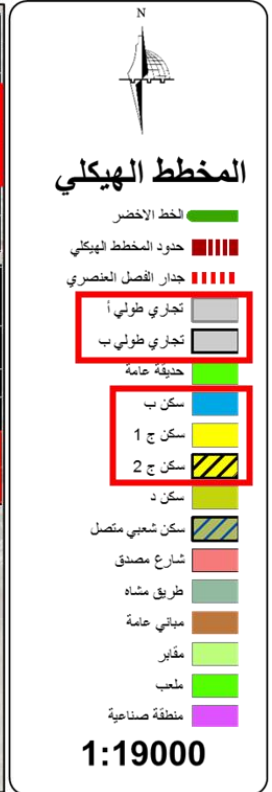 N
المخطط الهيكلي
الخط الاخضر
حدود المخطط الهيكلي
جدار الفصل العنصري
تجاري طولي أ
تجاري طولي ب
حديقة عامة
سكن ب
سكن ج 1
سكن ج 2
سكن د
سكن شعبي متصل
شارع مصدق
طريق مشاه
مباني عامة
مقابر
ملعب
منطقة صناعية
1:19000